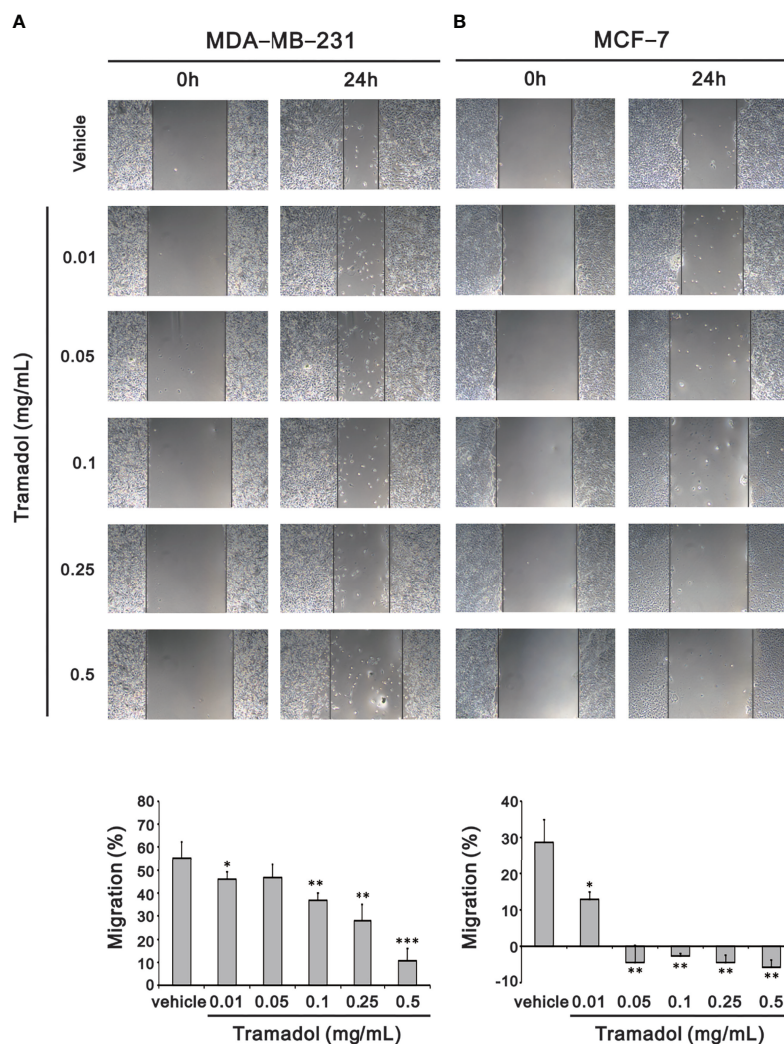 A
B
MDA–MB–231
MCF–7
0h 24h 0h 24h
Vehicle
Tramadol (mg/mL)
0.01
0.05
0.1
0.25
0.5
Migration (%)
80
70
60
50
40
30
20
10
0
*
**
**
***
vehicle 0.01 0.05 0.1 0.25 0.5
Tramadol (mg/mL)
Migration (%)
40
30
20
10
0
-10
*
**
**
**
**
vehicle 0.01 0.05 0.1 0.25 0.5
Tramadol (mg/mL)